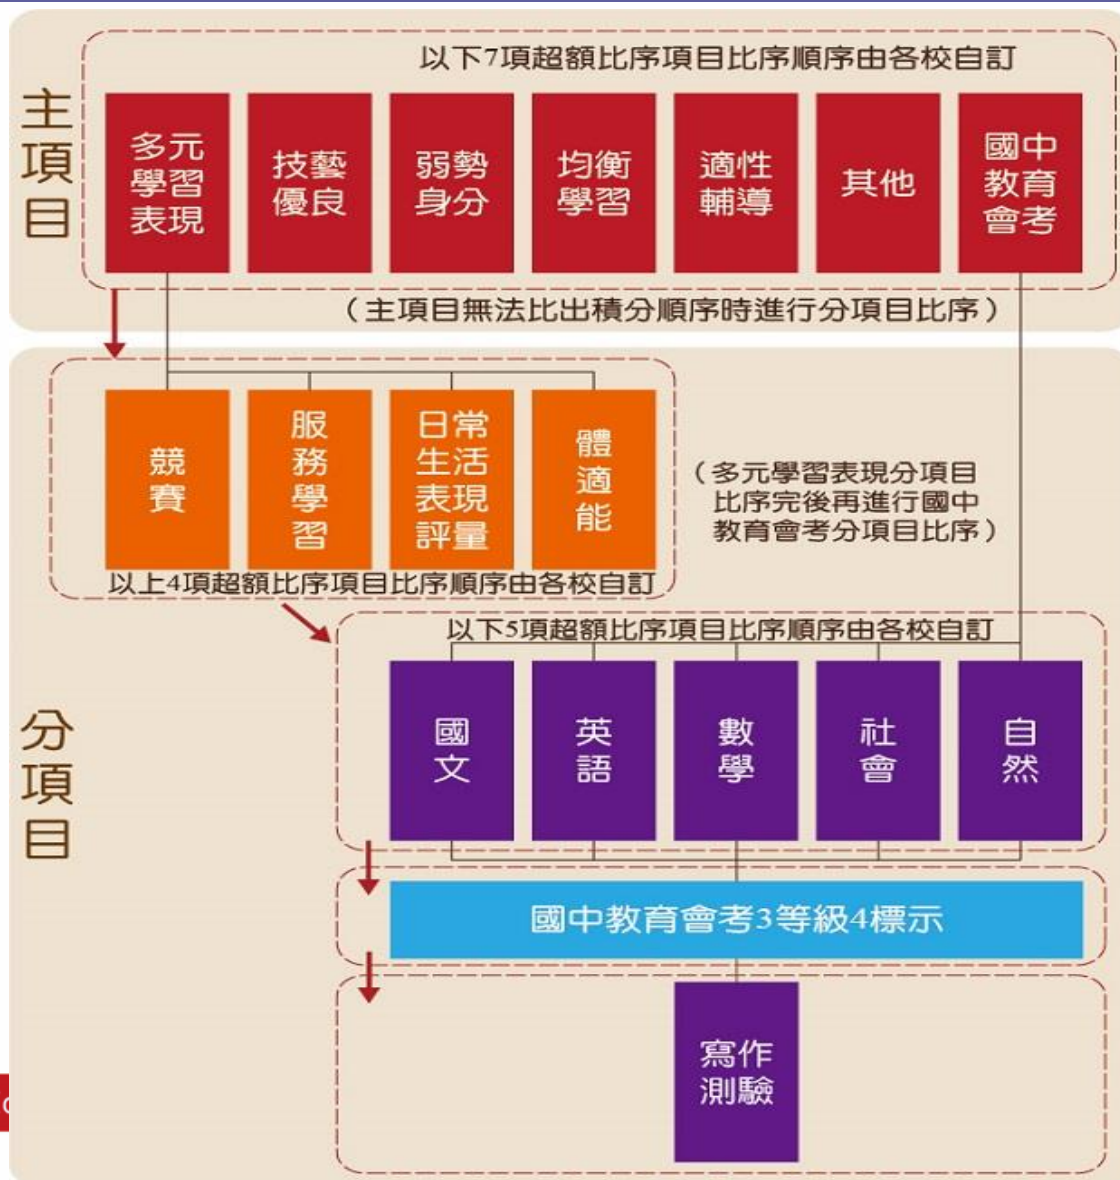 主項目
以下7項超額比序項目比序順序由各校自訂
多元
學習
表現
技藝
優良
弱勢
身分
均衡
學習
適性
輔導
其他
國中
教育
會考
(主項目無法比出積分順序時進行分項目比序)
分項目
競賽
服務學習
日常
生活
表現
評量
體適能
以上4項超額比序項目比序順序由各校自訂
(多元學習表現分項目
比序完後再進行國中
教育會考分項目比序)
以下5項超額比序項目比序順序由各校自訂
國文
英語
數學
社會
自然
國中教育會考3等級4標示
寫作
測驗